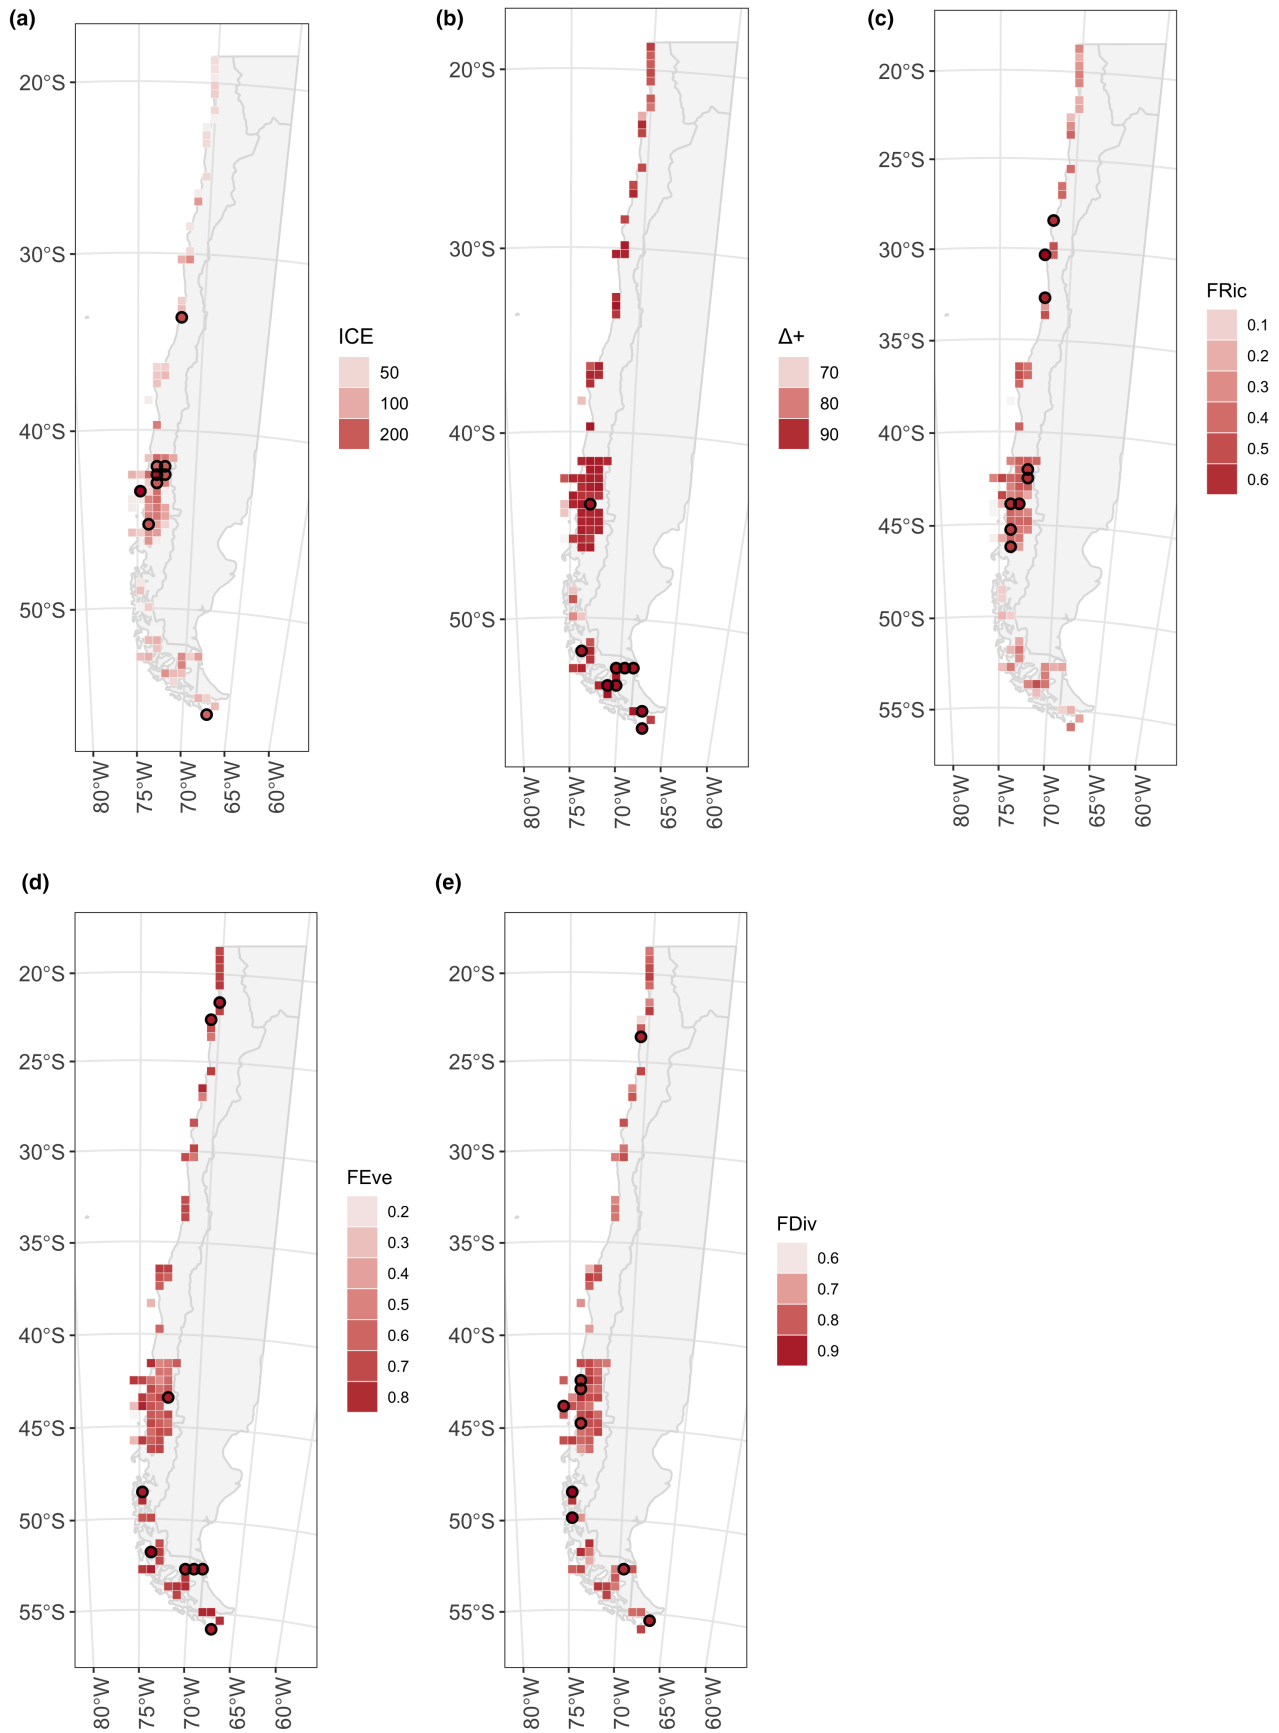 (a)
20°S
30°S
40°S
50°S
80°W
75°W
70°W
65°W
60°W
ICE
50
100
200
(b)
20°S
30°S
40°S
50°S
80°W
75°W
70°W
65°W
60°W
Δ+
70
80
90
(c)
20°S
25°S
30°S
35°S
40°S
45°S
50°S
55°S
80°W
75°W
70°W
65°W
60°W
FRic
0.1
0.2
0.3
0.4
0.5
0.6
(d)
20°S
25°S
30°S
35°S
40°S
45°S
50°S
55°S
80°W
75°W
70°W
65°W
60°W
FEve
0.2
0.3
0.4
0.5
0.6
0.7
0.8
(e)
20°S
25°S
30°S
35°S
40°S
45°S
50°S
55°S
80°W
75°W
70°W
65°W
60°W
FDiv
0.6
0.7
0.8
0.9